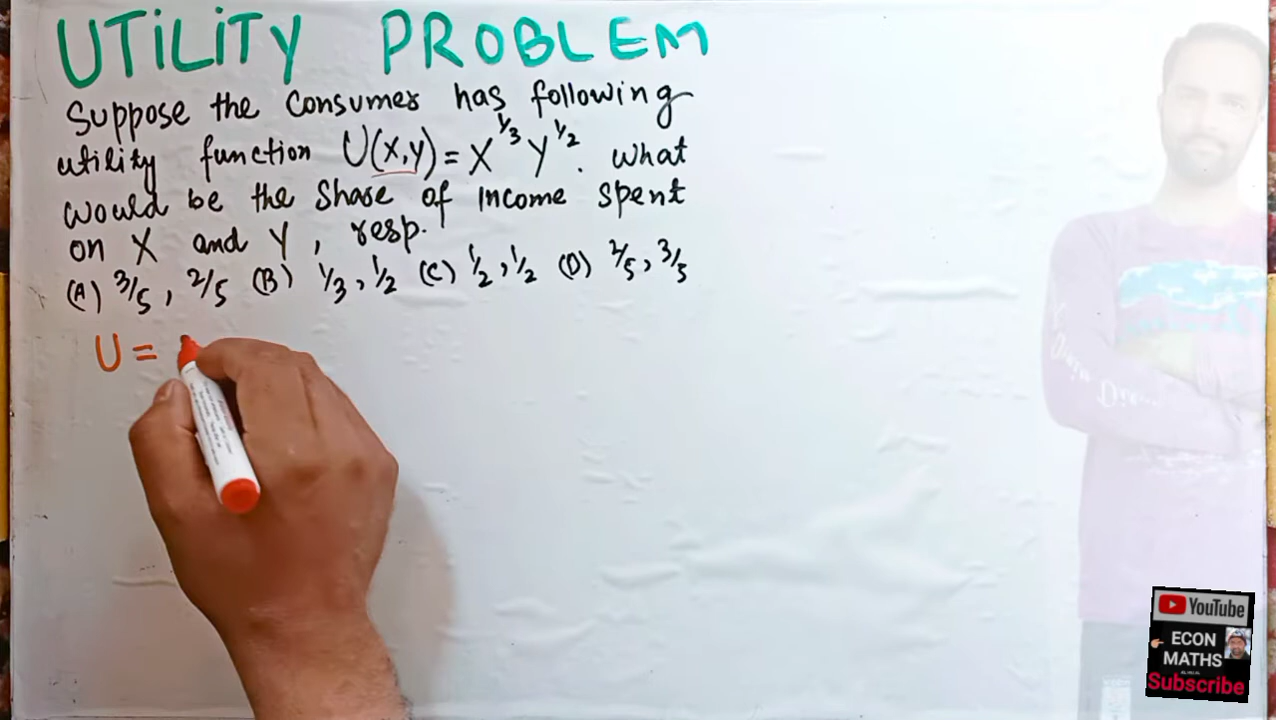 UTiLiTY PROBLEM
Suppose the Consumer has following
utility function U(X,Y) = X^1/3 Y^1/2. What
would be the Share of Income spent
on X and Y, resp.
(A) 3/5, 2/5 (B) 1/3, 1/2 (C) 1/2, 1/2 (D) 2/5, 3/5
U =
YouTube
ECON
MATHS
Subscribe